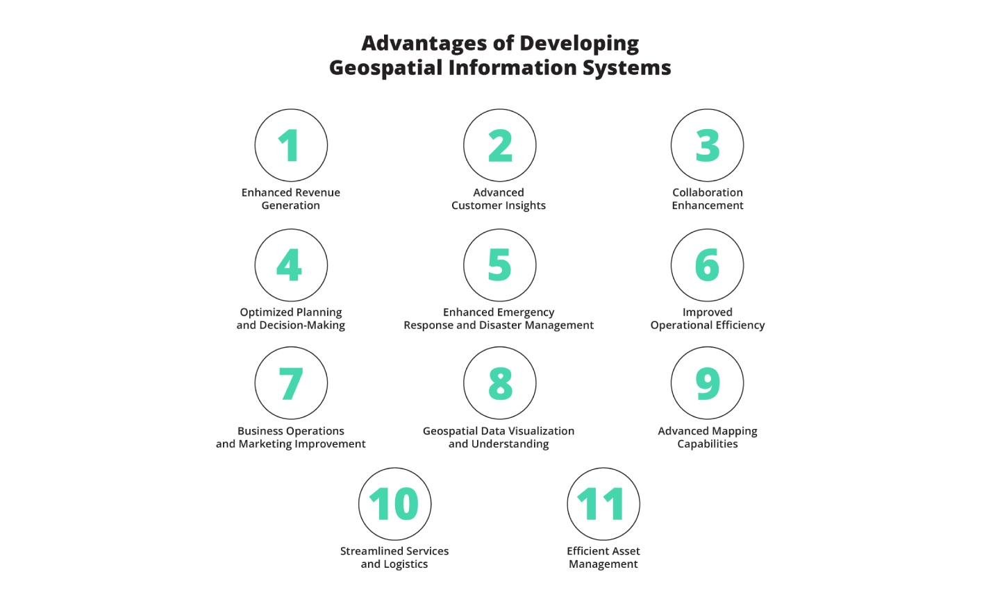 Advantages of Developing
Geospatial Information Systems
1
Enhanced Revenue
Generation
2
Advanced
Customer Insights
3
Collaboration
Enhancement
4
Optimized Planning
and Decision-Making
5
Enhanced Emergency
Response and Disaster Management
6
Improved
Operational Efficiency
7
Business Operations
and Marketing Improvement
8
Geospatial Data Visualization
and Understanding
9
Advanced Mapping
Capabilities
10
Streamlined Services
and Logistics
11
Efficient Asset
Management